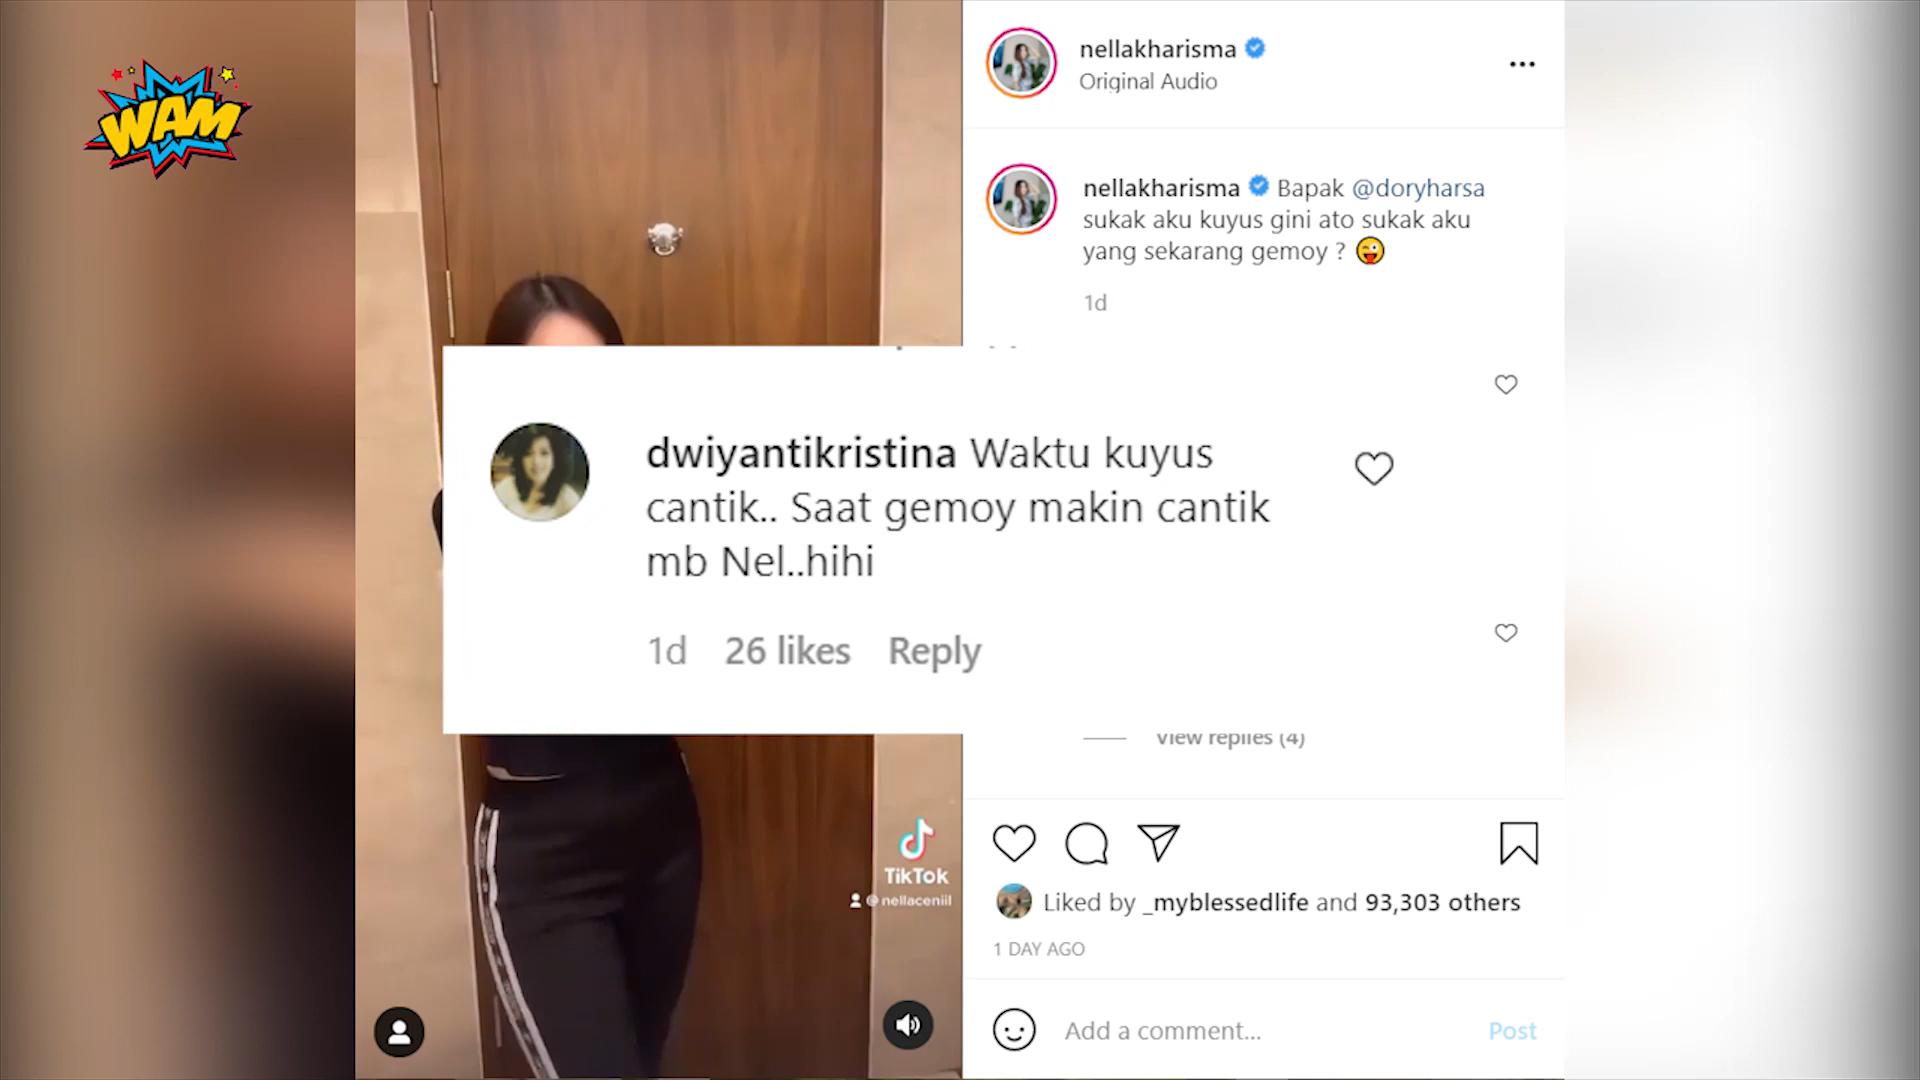 WAM
nellakharisma
Original Audio
nellakharisma Bapak @doryharsa
sukak aku kuyus gini ato sukak aku
yang sekarang gemoy ? 😜
1d
dwiyantikristina Waktu kuyus
cantik.. Saat gemoy makin cantik
mb Nel..hihi
1d 26 likes Reply
View replies (4)
TikTok
@nellaceniil
Liked by _myblessedlife and 93,303 others
1 DAY AGO
Add a comment... Post